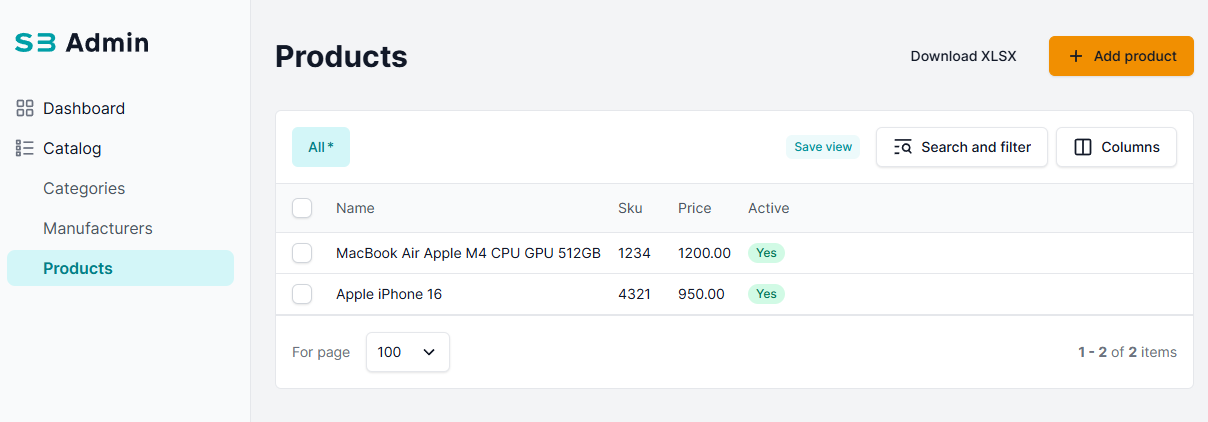 SB Admin
Dashboard
Catalog
Categories
Manufacturers
Products
Products
Download XLSX
+ Add product
All *
Save view
Search and filter
Columns
Name Sku Price Active
MacBook Air Apple M4 CPU GPU 512GB 1234 1200.00 Yes
Apple iPhone 16 4321 950.00 Yes
For page 100
1 - 2 of 2 items